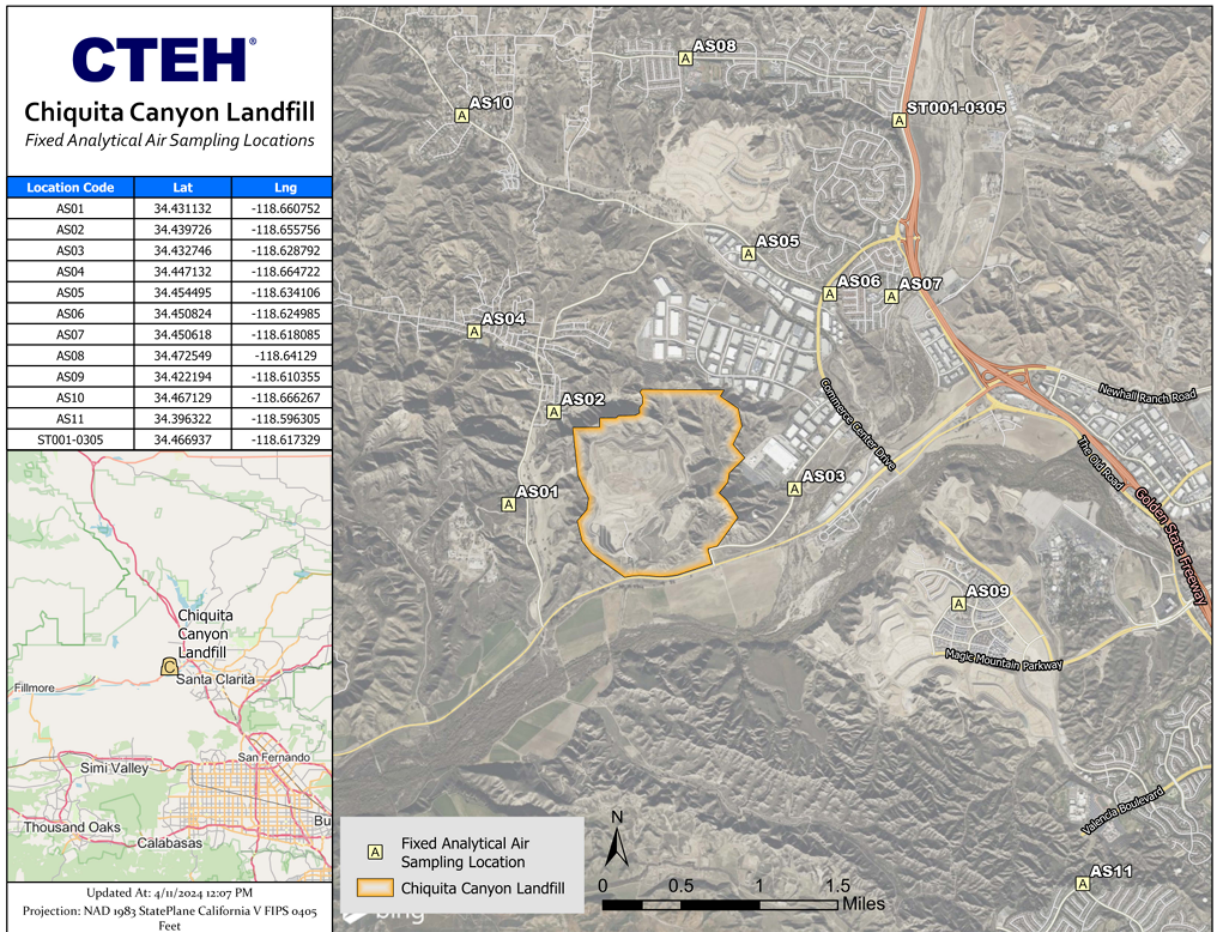 CTEH®
Chiquita Canyon Landfill
Fixed Analytical Air Sampling Locations
Location Code Lat Lng
AS01 34.431132 -118.660752
AS02 34.439726 -118.655756
AS03 34.432746 -118.628792
AS04 34.447132 -118.664722
AS05 34.454495 -118.634106
AS06 34.450824 -118.624985
AS07 34.450618 -118.618085
AS08 34.472549 -118.64129
AS09 34.422194 -118.610355
AS10 34.467129 -118.666267
AS11 34.396322 -118.596305
ST001-0305 34.466937 -118.617329
Chiquita
Canyon
Landfill
C
Santa Clarita
Fillmore
San Fernando
Simi Valley
Bu
Thousand Oaks
Calabasas
Updated At: 4/11/2024 12:07 PM
Projection: NAD 1983 StatePlane California V FIPS 0405
Feet
A AS08
A AS10
A ST001-0305
A AS05
A AS06
A AS07
A AS04
Newhall Ranch Road
Commerce Center Drive
A AS02
The Old Road
A AS03
Golden State Freeway
A AS01
A AS09
Magic Mountain Parkway
Valencia Boulevard
A AS11
A Fixed Analytical Air
Sampling Location
Chiquita Canyon Landfill
bing
N
0 0.5 1 1.5
Miles